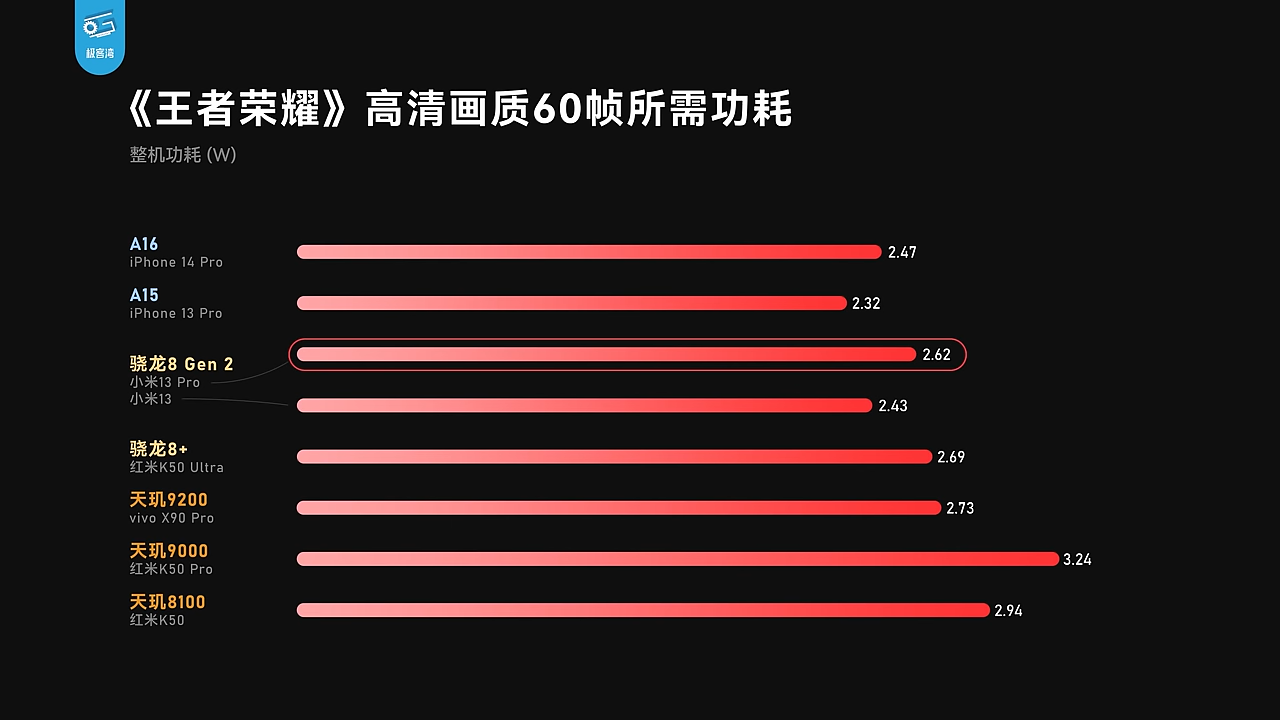 极客湾
《王者荣耀》高清画质60帧所需功耗
整机功耗 (W)
A16
iPhone 14 Pro
2.47
A15
iPhone 13 Pro
2.32
骁龙8 Gen 2
小米13 Pro
2.62
小米13
2.43
骁龙8+
红米K50 Ultra
2.69
天玑9200
vivo X90 Pro
2.73
天玑9000
红米K50 Pro
3.24
天玑8100
红米K50
2.94